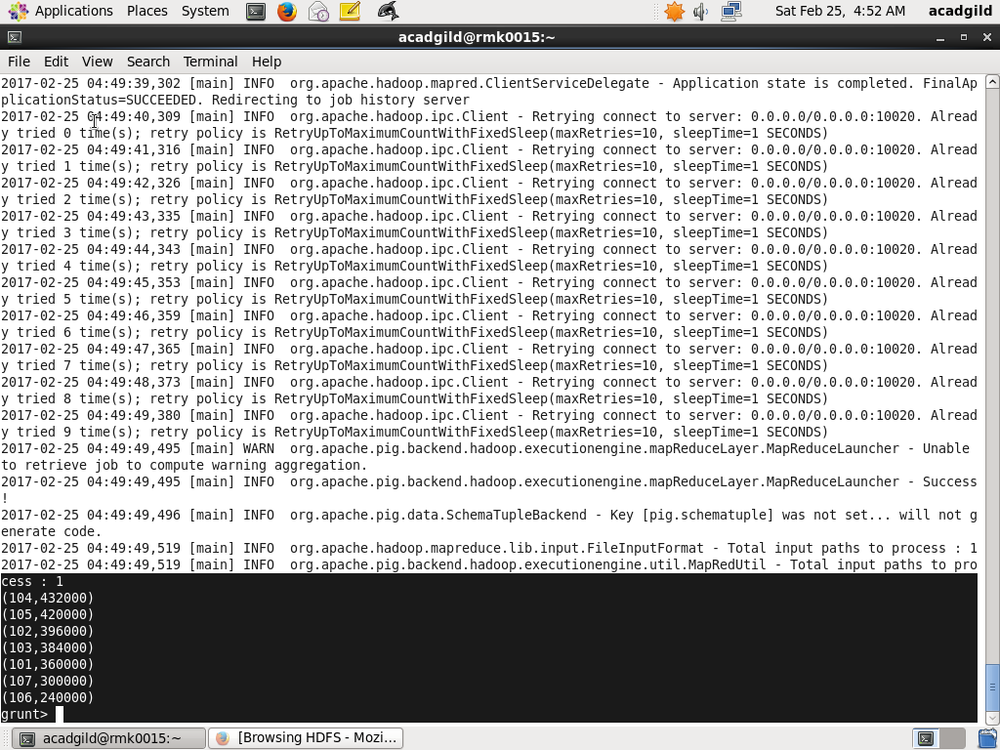 Applications Places System Sat Feb 25, 4:52 AM acadgild
acadgild@rmk0015:~
File Edit View Search Terminal Help
2017-02-25 04:49:39,302 [main] INFO  org.apache.hadoop.mapred.ClientServiceDelegate - Application state is completed. FinalAp
plicationStatus=SUCCEEDED. Redirecting to job history server
2017-02-25 04:49:40,309 [main] INFO  org.apache.hadoop.ipc.Client - Retrying connect to server: 0.0.0.0/0.0.0.0:10020. Alread
y tried 0 time(s); retry policy is RetryUpToMaximumCountWithFixedSleep(maxRetries=10, sleepTime=1 SECONDS)
2017-02-25 04:49:41,316 [main] INFO  org.apache.hadoop.ipc.Client - Retrying connect to server: 0.0.0.0/0.0.0.0:10020. Alread
y tried 1 time(s); retry policy is RetryUpToMaximumCountWithFixedSleep(maxRetries=10, sleepTime=1 SECONDS)
2017-02-25 04:49:42,326 [main] INFO  org.apache.hadoop.ipc.Client - Retrying connect to server: 0.0.0.0/0.0.0.0:10020. Alread
y tried 2 time(s); retry policy is RetryUpToMaximumCountWithFixedSleep(maxRetries=10, sleepTime=1 SECONDS)
2017-02-25 04:49:43,335 [main] INFO  org.apache.hadoop.ipc.Client - Retrying connect to server: 0.0.0.0/0.0.0.0:10020. Alread
y tried 3 time(s); retry policy is RetryUpToMaximumCountWithFixedSleep(maxRetries=10, sleepTime=1 SECONDS)
2017-02-25 04:49:44,343 [main] INFO  org.apache.hadoop.ipc.Client - Retrying connect to server: 0.0.0.0/0.0.0.0:10020. Alread
y tried 4 time(s); retry policy is RetryUpToMaximumCountWithFixedSleep(maxRetries=10, sleepTime=1 SECONDS)
2017-02-25 04:49:45,353 [main] INFO  org.apache.hadoop.ipc.Client - Retrying connect to server: 0.0.0.0/0.0.0.0:10020. Alread
y tried 5 time(s); retry policy is RetryUpToMaximumCountWithFixedSleep(maxRetries=10, sleepTime=1 SECONDS)
2017-02-25 04:49:46,359 [main] INFO  org.apache.hadoop.ipc.Client - Retrying connect to server: 0.0.0.0/0.0.0.0:10020. Alread
y tried 6 time(s); retry policy is RetryUpToMaximumCountWithFixedSleep(maxRetries=10, sleepTime=1 SECONDS)
2017-02-25 04:49:47,365 [main] INFO  org.apache.hadoop.ipc.Client - Retrying connect to server: 0.0.0.0/0.0.0.0:10020. Alread
y tried 7 time(s); retry policy is RetryUpToMaximumCountWithFixedSleep(maxRetries=10, sleepTime=1 SECONDS)
2017-02-25 04:49:48,373 [main] INFO  org.apache.hadoop.ipc.Client - Retrying connect to server: 0.0.0.0/0.0.0.0:10020. Alread
y tried 8 time(s); retry policy is RetryUpToMaximumCountWithFixedSleep(maxRetries=10, sleepTime=1 SECONDS)
2017-02-25 04:49:49,380 [main] INFO  org.apache.hadoop.ipc.Client - Retrying connect to server: 0.0.0.0/0.0.0.0:10020. Alread
y tried 9 time(s); retry policy is RetryUpToMaximumCountWithFixedSleep(maxRetries=10, sleepTime=1 SECONDS)
2017-02-25 04:49:49,495 [main] WARN  org.apache.pig.backend.hadoop.executionengine.mapReduceLayer.MapReduceLauncher - Unable
to retrieve job to compute warning aggregation.
2017-02-25 04:49:49,495 [main] INFO  org.apache.pig.backend.hadoop.executionengine.mapReduceLayer.MapReduceLauncher - Success
!
2017-02-25 04:49:49,496 [main] INFO  org.apache.pig.data.SchemaTupleBackend - Key [pig.schematuple] was not set... will not g
enerate code.
2017-02-25 04:49:49,519 [main] INFO  org.apache.hadoop.mapreduce.lib.input.FileInputFormat - Total input paths to process : 1
2017-02-25 04:49:49,519 [main] INFO  org.apache.pig.backend.hadoop.executionengine.util.MapRedUtil - Total input paths to pro
cess : 1
(104,432000)
(105,420000)
(102,396000)
(103,384000)
(101,360000)
(107,300000)
(106,240000)
grunt>
acadgild@rmk0015:~ [Browsing HDFS - Mozi...